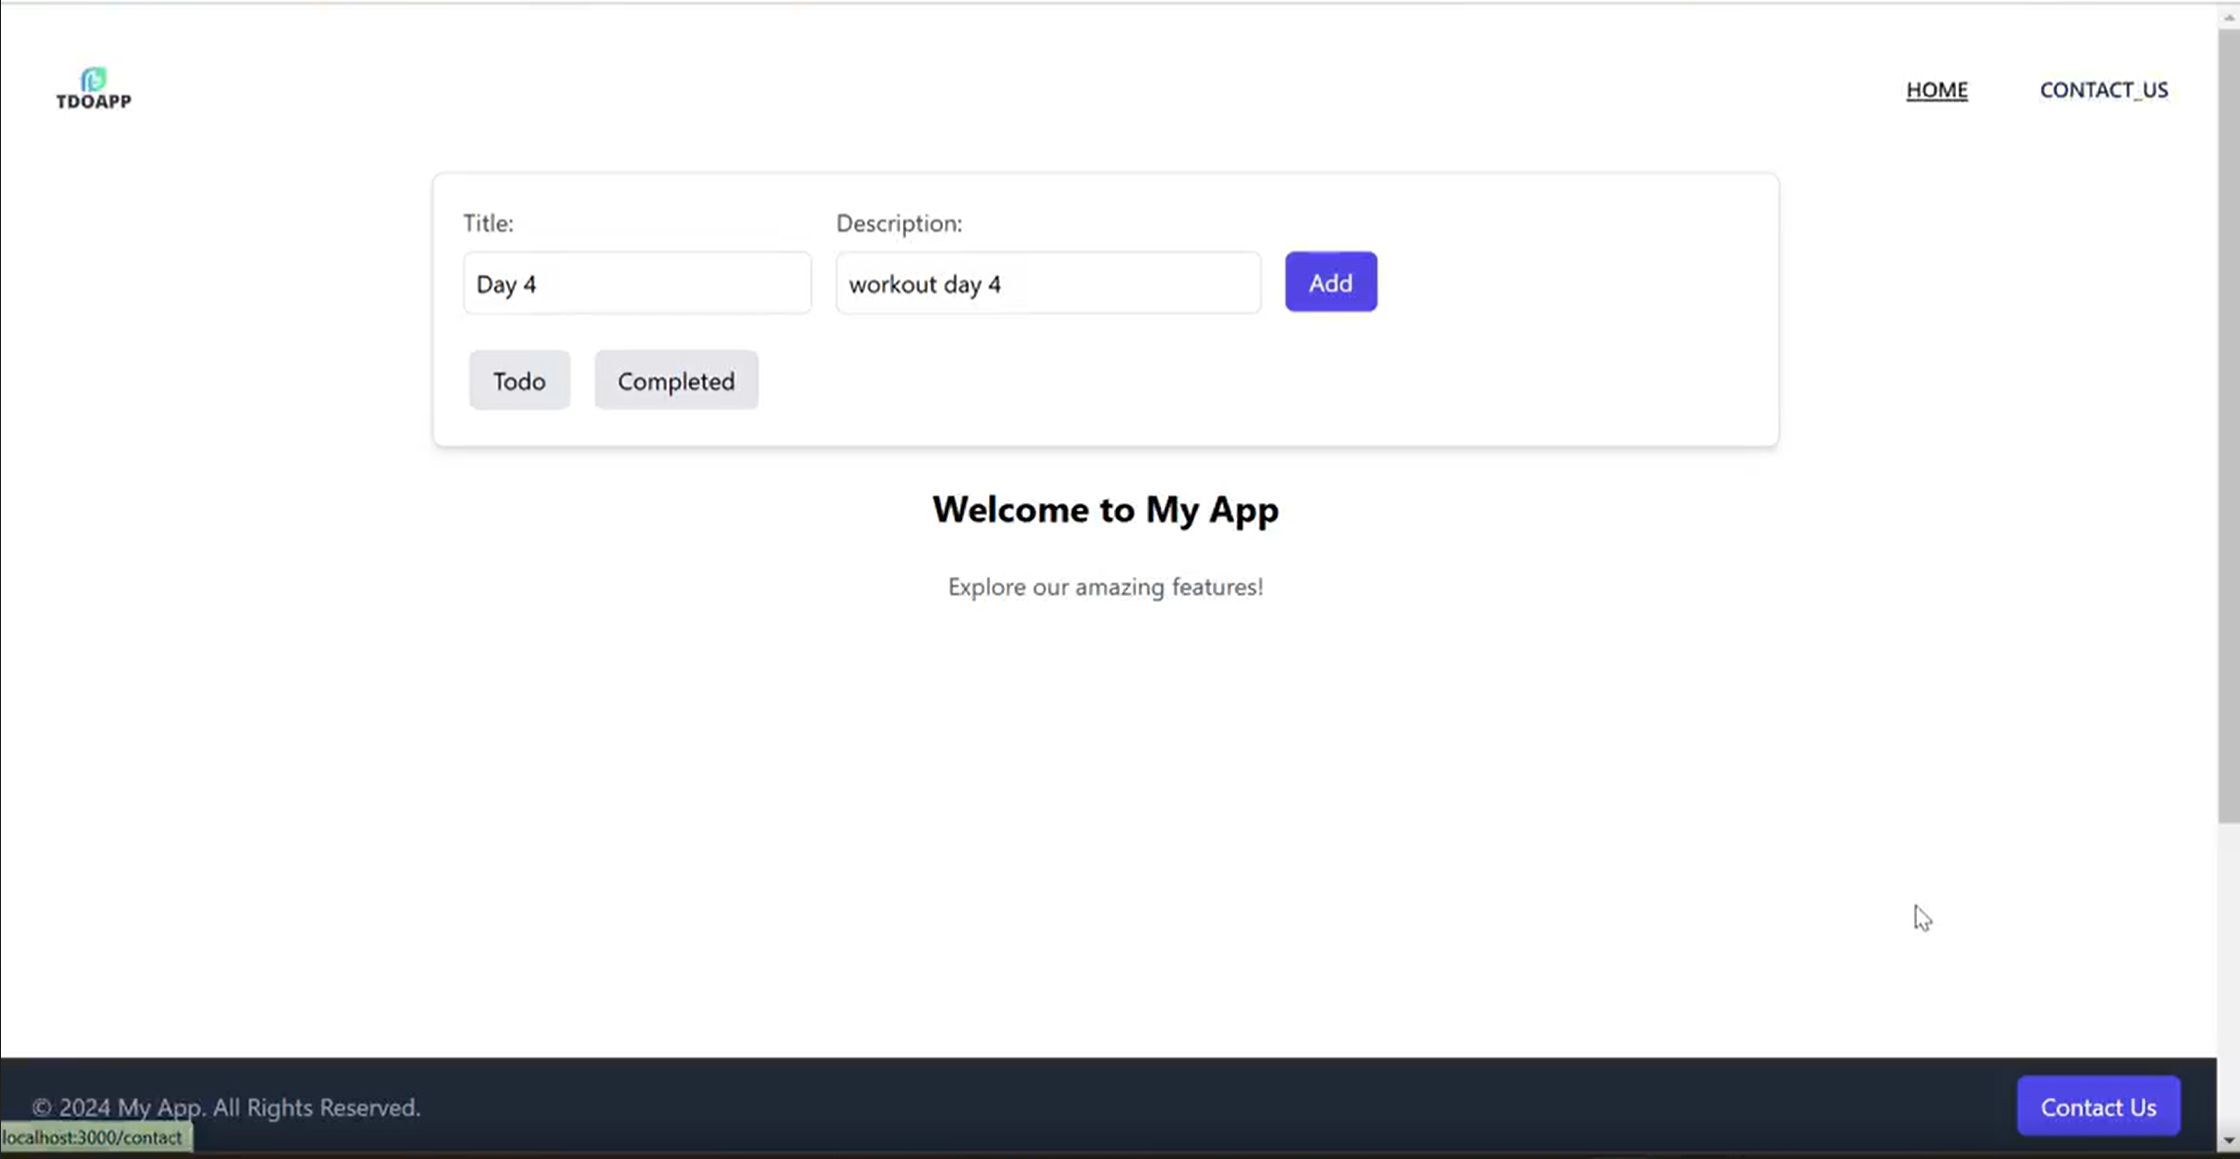 TDOAPP
HOME CONTACT_US
Title: Description:
Day 4 workout day 4 Add
Todo Completed
Welcome to My App
Explore our amazing features!
© 2024 My App. All Rights Reserved. Contact Us
localhost:3000/contact